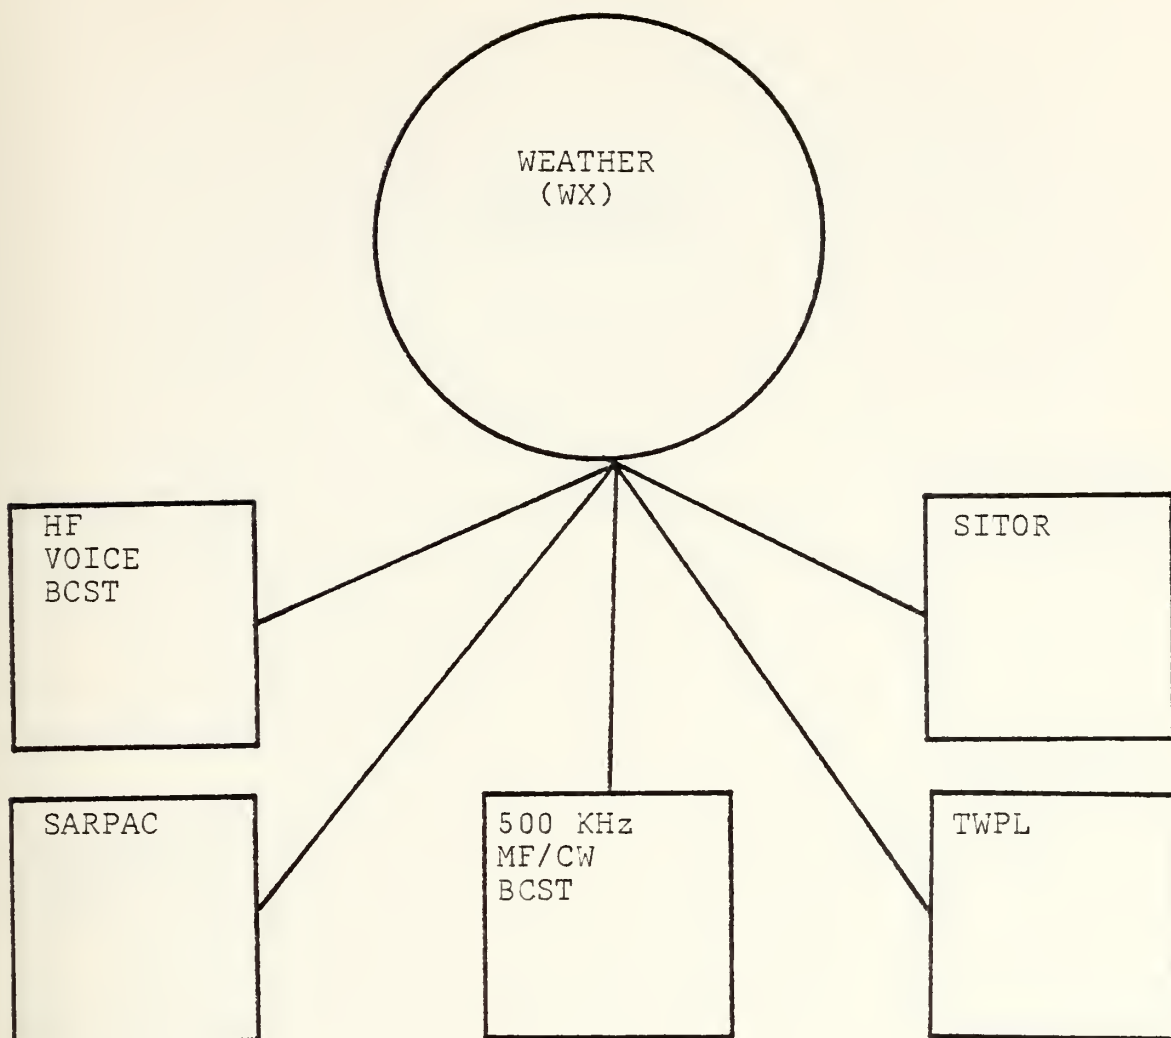 WEATHER
(WX)
HF
VOICE
BCST
SITOR
SARPAC
500 KHz
MF/CW
BCST
TWPL